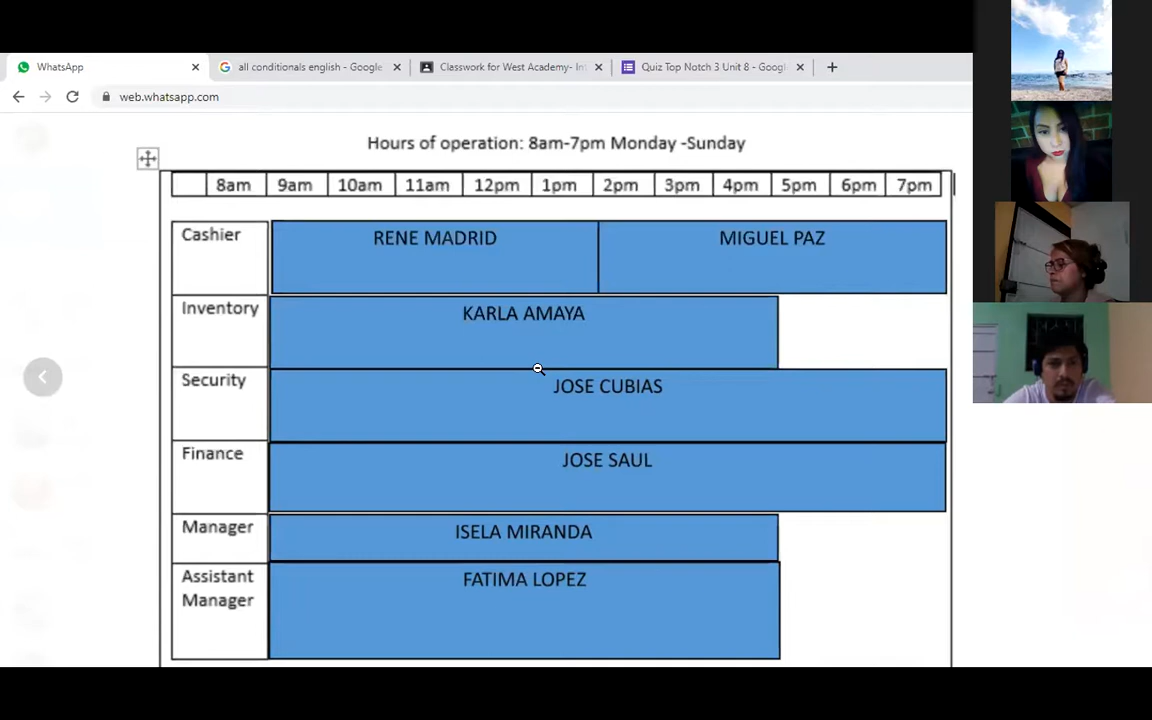 WhatsApp
all conditionals english - Google
Classwork for West Academy- In
Quiz Top Notch 3 Unit 8 - Googl
web.whatsapp.com
Hours of operation: 8am-7pm Monday -Sunday
8am 9am 10am 11am 12pm 1pm 2pm 3pm 4pm 5pm 6pm 7pm
Cashier RENE MADRID MIGUEL PAZ
Inventory KARLA AMAYA
Security JOSE CUBIAS
Finance JOSE SAUL
Manager ISELA MIRANDA
Assistant FATIMA LOPEZ
Manager